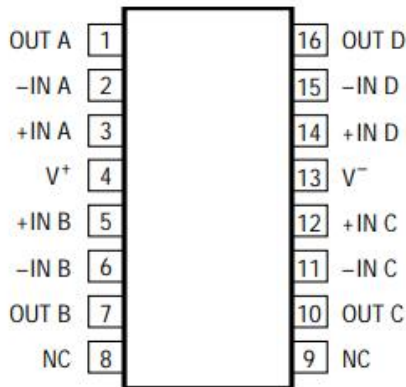 OUT A 1 16 OUT D
–IN A 2 15 –IN D
+IN A 3 14 +IN D
V+ 4 13 V–
+IN B 5 12 +IN C
–IN B 6 11 –IN C
OUT B 7 10 OUT C
NC 8 9 NC